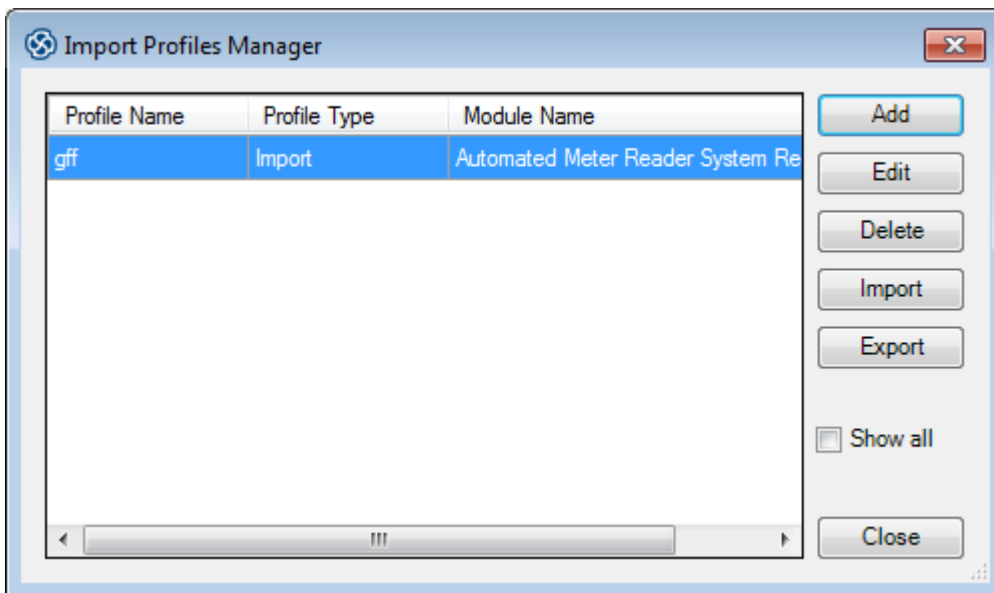 Import Profiles Manager
Profile Name Profile Type Module Name
gff Import Automated Meter Reader System Re
Add
Edit
Delete
Import
Export
Show all
Close